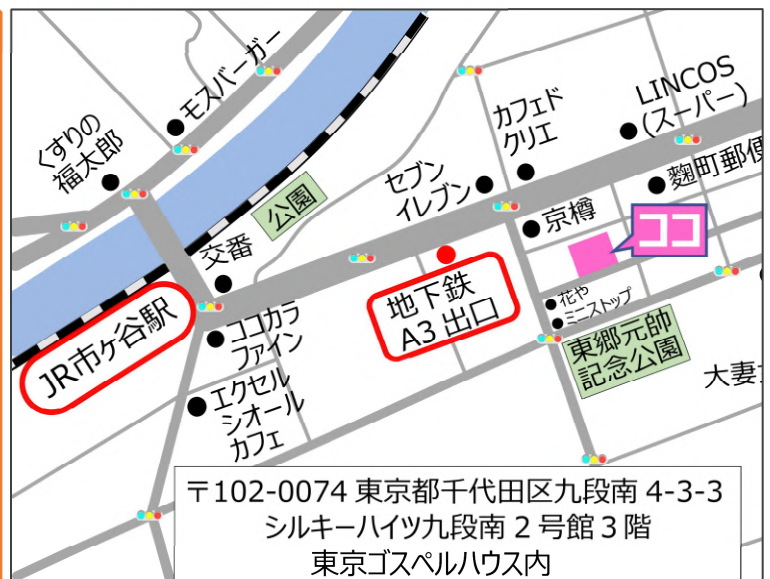 モスバーガー
くすりの
福太郎
公園
交番
JR市ヶ谷駅
ココカラ
ファイン
エクセル
シオール
カフェ
セブン
イレブン
地下鉄
A3 出口
カフェド
クリエ
LINCOS
(スーパー)
麴町郵便
京樽
ココ
花や
ミニストップ
東郷元帥
記念公園
大妻
〒102-0074 東京都千代田区九段南 4-3-3
シルキーハイツ九段南 2 号館 3 階
東京ゴスペルハウス内